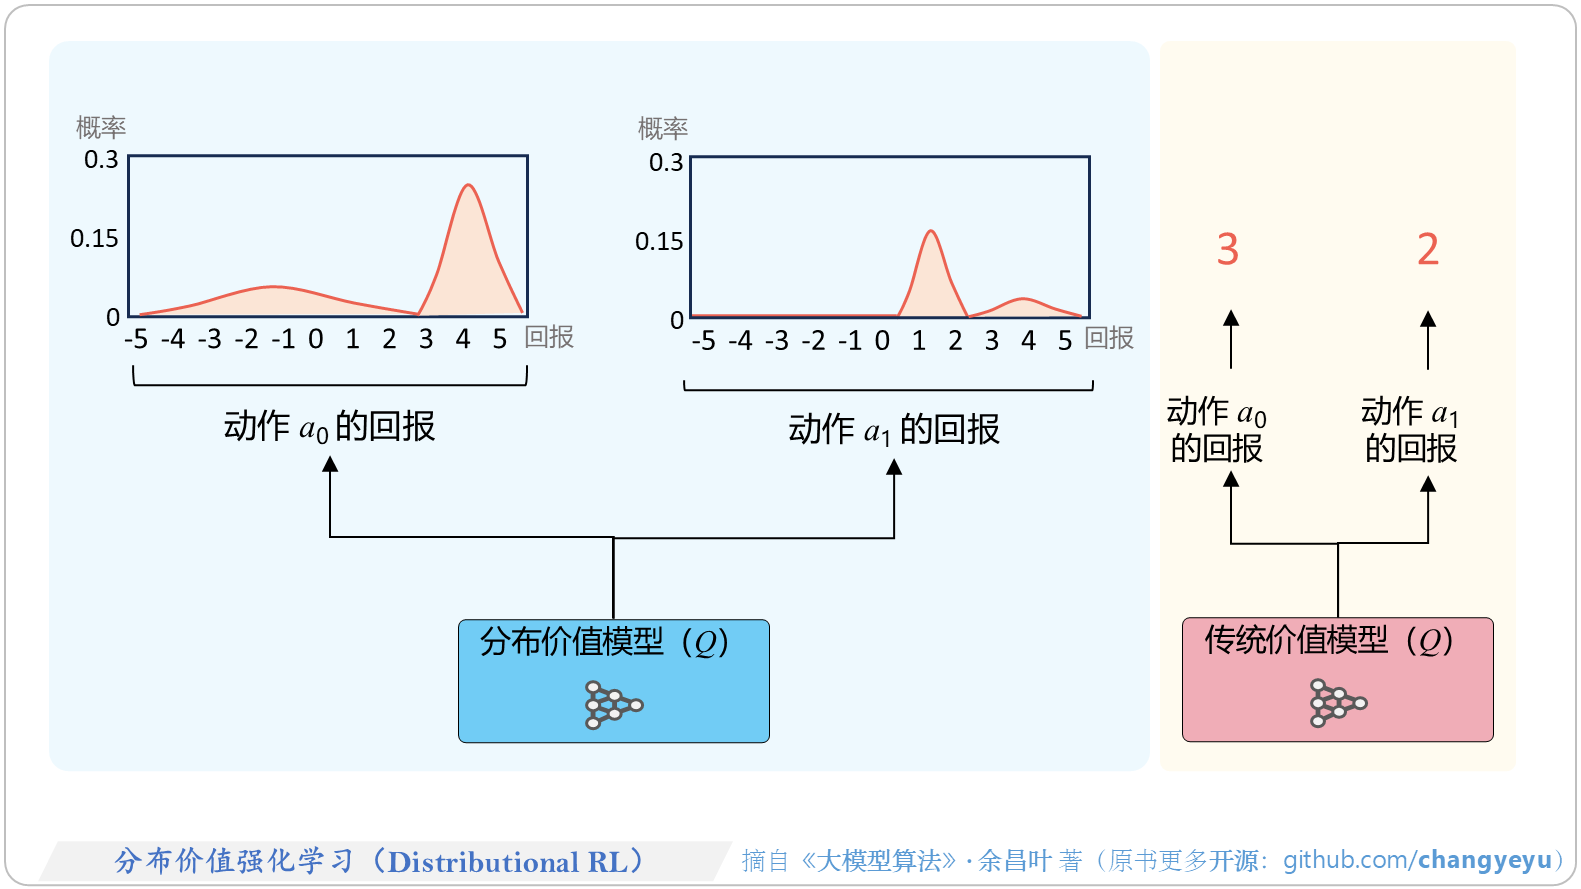 概率
0.3
0.15
0
-5 -4 -3 -2 -1 0 1 2 3 4 5 回报
动作 a0 的回报
概率
0.3
0.15
0
-5 -4 -3 -2 -1 0 1 2 3 4 5 回报
动作 a1 的回报
分布价值模型（Q）
3
2
动作 a0
的回报
动作 a1
的回报
传统价值模型（Q）
分布价值强化学习（Distributional RL）
摘自《大模型算法》· 余昌叶 著（原书更多开源：github.com/changyeyu）